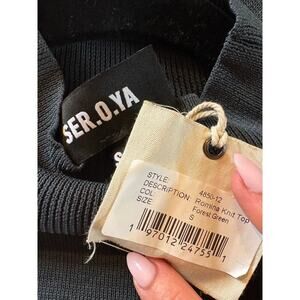 SER.O.YA
S
STYLE: 4850-12
DESCRIPTION: Romina Knit Top
COL Forest Green
SIZE: S
1 97012 24755 1